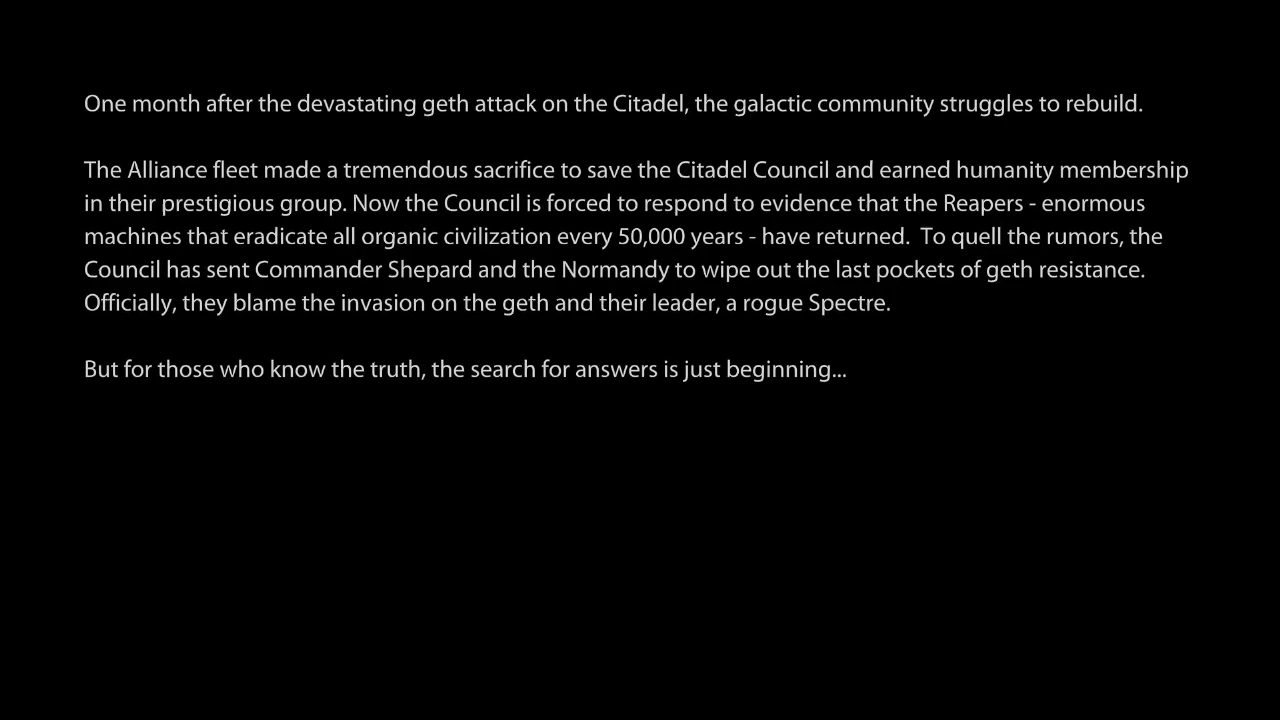 One month after the devastating geth attack on the Citadel, the galactic community struggles to rebuild.
The Alliance fleet made a tremendous sacrifice to save the Citadel Council and earned humanity membership
in their prestigious group. Now the Council is forced to respond to evidence that the Reapers - enormous
machines that eradicate all organic civilization every 50,000 years - have returned.  To quell the rumors, the
Council has sent Commander Shepard and the Normandy to wipe out the last pockets of geth resistance.
Officially, they blame the invasion on the geth and their leader, a rogue Spectre.
But for those who know the truth, the search for answers is just beginning...